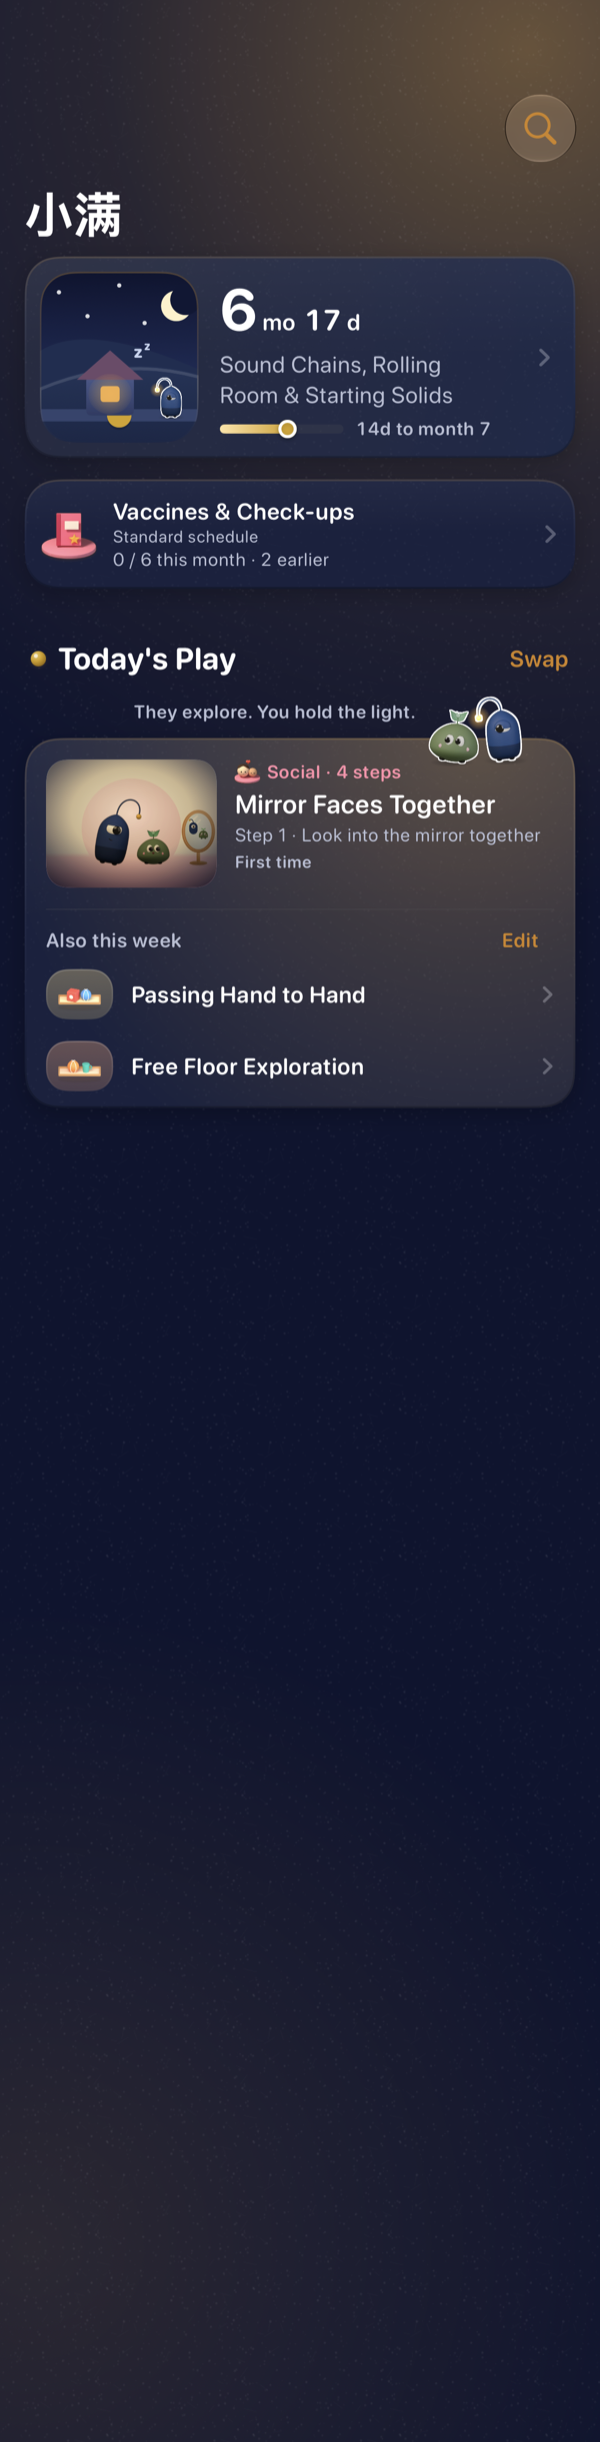 小满
6 mo 17 d
Sound Chains, Rolling
Room & Starting Solids
14d to month 7
Vaccines & Check-ups
Standard schedule
0 / 6 this month · 2 earlier
Today's Play
Swap
They explore. You hold the light.
Social · 4 steps
Mirror Faces Together
Step 1 · Look into the mirror together
First time
Also this week
Edit
Passing Hand to Hand
Free Floor Exploration